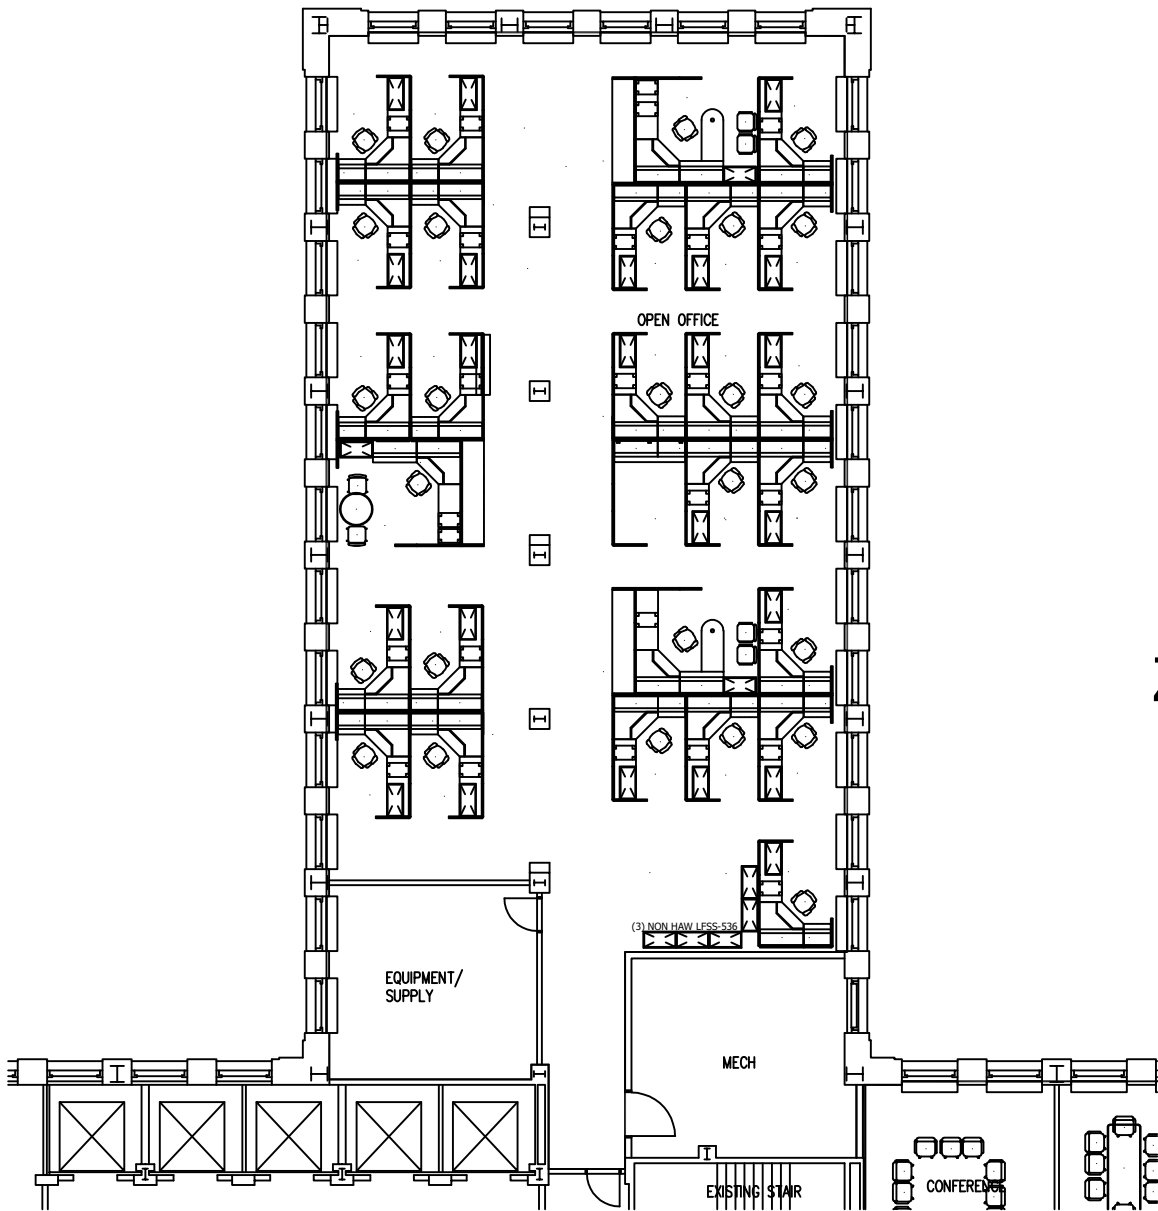 OPEN OFFICE
(3) NON HAW LFSS-536
EQUIPMENT/
SUPPLY
MECH
EXISTING STAIR
CONFERENCE